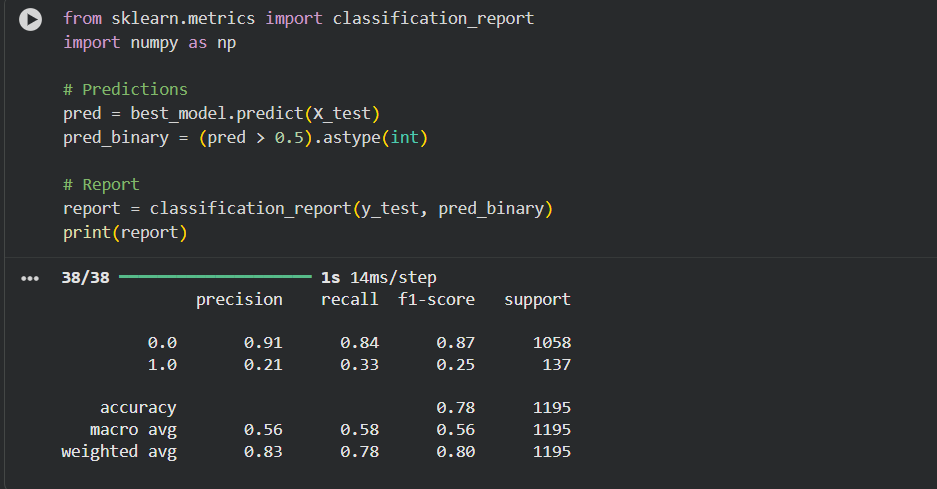 from sklearn.metrics import classification_report
import numpy as np
# Predictions
pred = best_model.predict(X_test)
pred_binary = (pred > 0.5).astype(int)
# Report
report = classification_report(y_test, pred_binary)
print(report)
38/38 1s 14ms/step
precision recall f1-score support
0.0 0.91 0.84 0.87 1058
1.0 0.21 0.33 0.25 137
accuracy 0.78 1195
macro avg 0.56 0.58 0.56 1195
weighted avg 0.83 0.78 0.80 1195